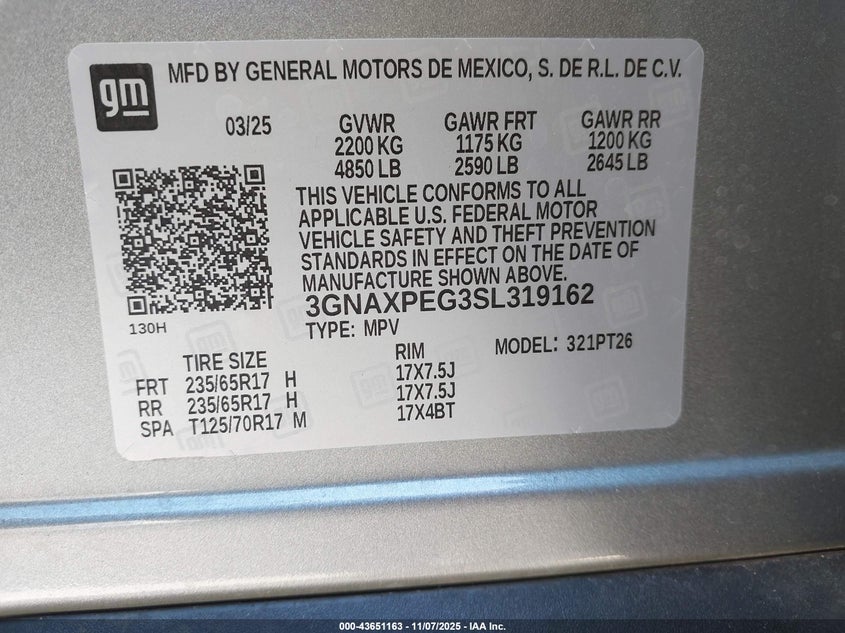 gm
MFD BY GENERAL MOTORS DE MEXICO, S. DE R.L. DE C.V.
03/25 GVWR GAWR FRT GAWR RR
2200 KG 1175 KG 1200 KG
4850 LB 2590 LB 2645 LB
THIS VEHICLE CONFORMS TO ALL
APPLICABLE U.S. FEDERAL MOTOR
VEHICLE SAFETY AND THEFT PREVENTION
STANDARDS IN EFFECT ON THE DATE OF
MANUFACTURE SHOWN ABOVE.
3GNAXPEG3SL319162
130H
TYPE: MPV
MODEL: 321PT26
TIRE SIZE RIM
FRT 235/65R17 H 17X7.5J
RR 235/65R17 H 17X7.5J
SPA T125/70R17 M 17X4BT
000-43651163 - 11/07/2025 - IAA Inc.